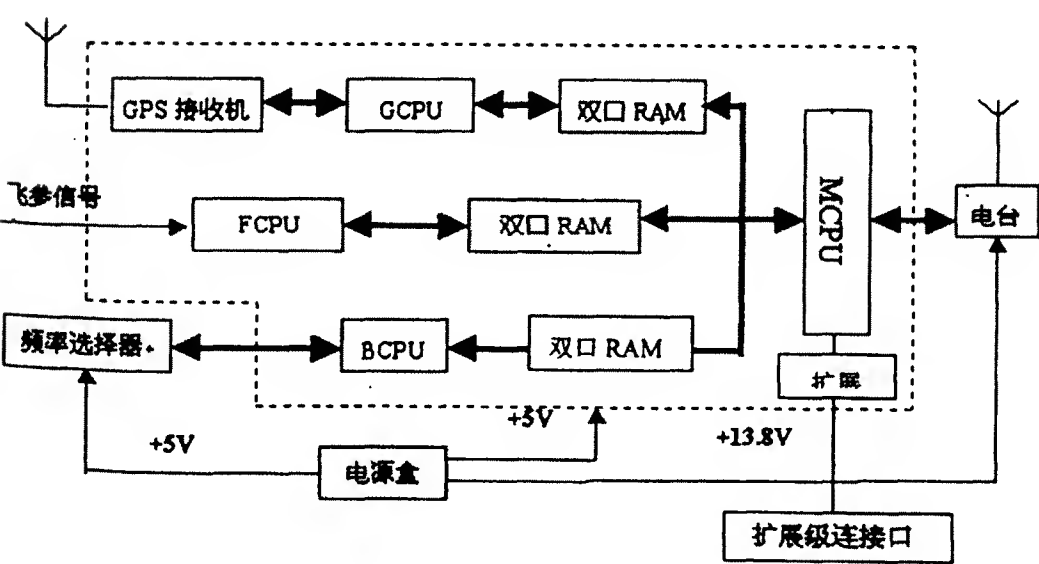 GPS 接收机
GCPU
双口 RAM
MCPU
飞参信号
FCPU
双口 RAM
电台
频率选择器
BCPU
双口 RAM
扩展
+5V
+5V
+13.8V
电源盒
扩展级连接口